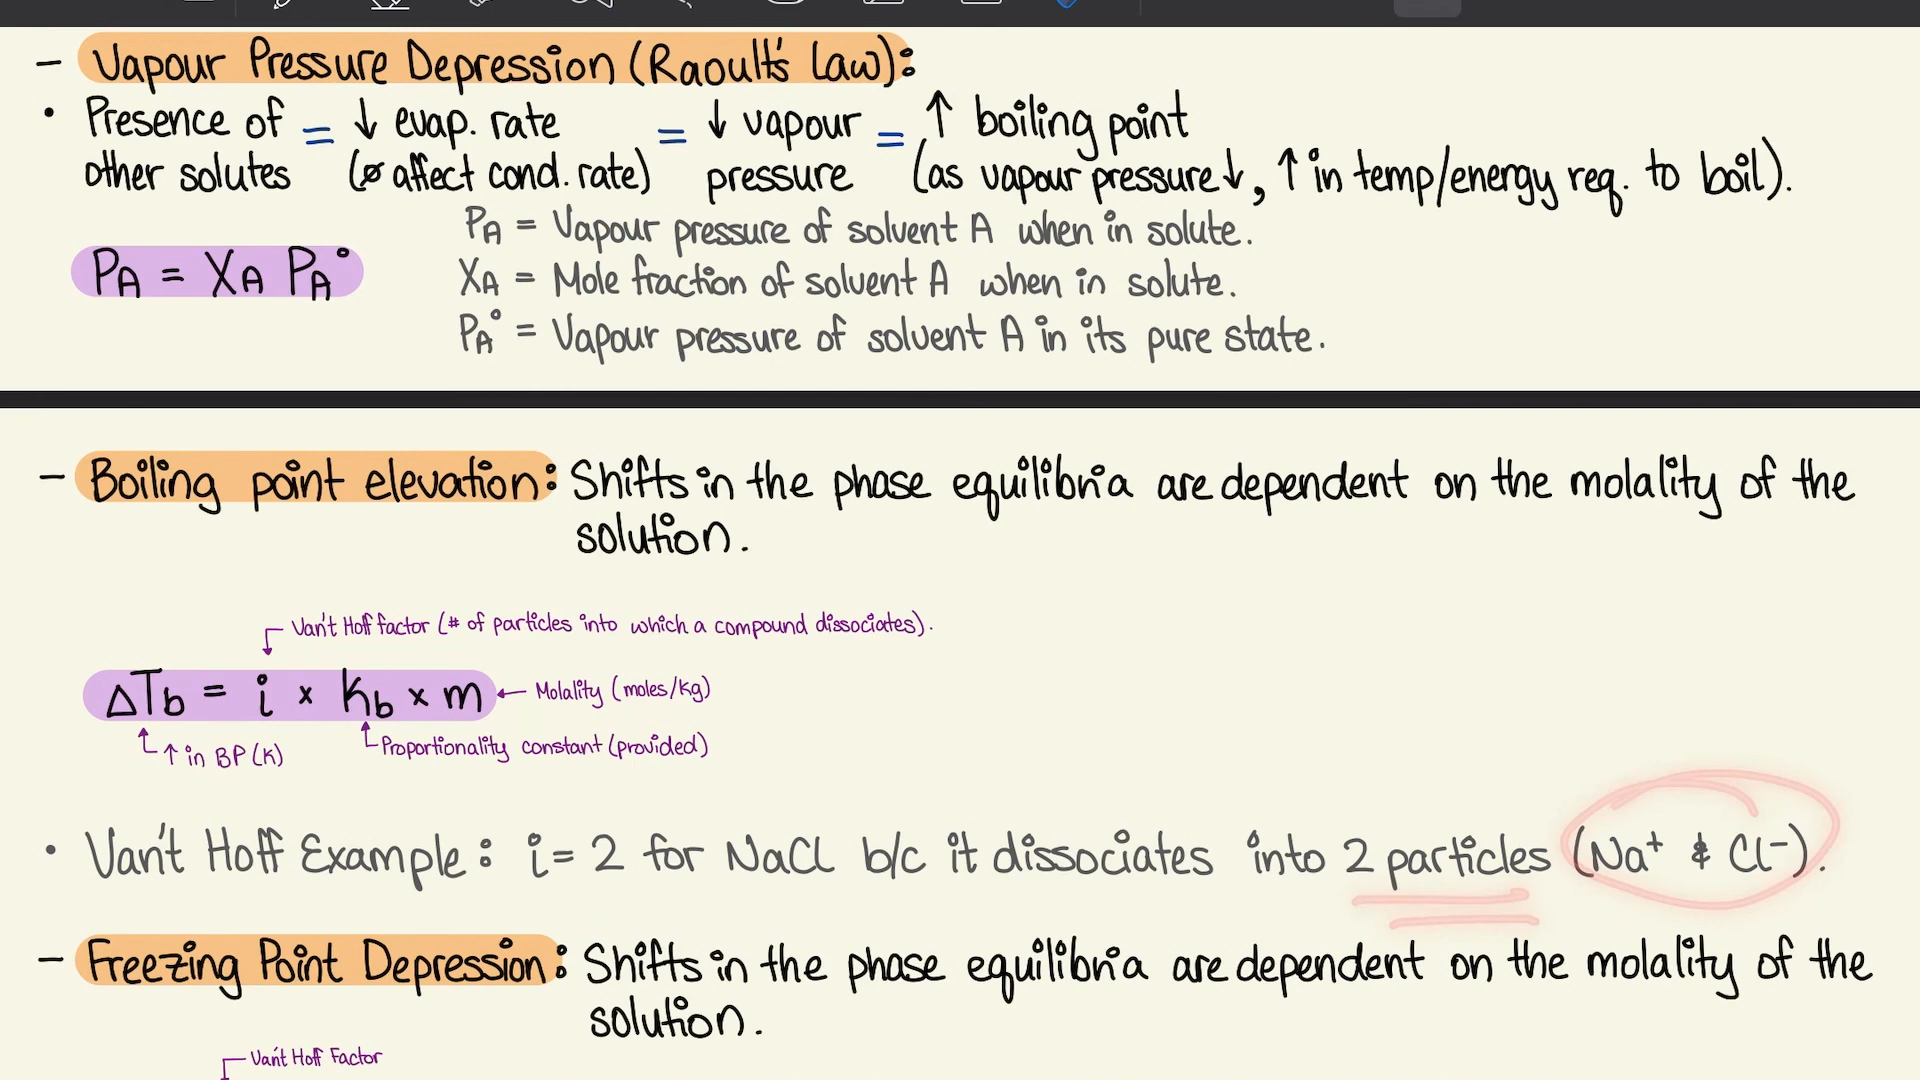 - Vapour Pressure Depression (Raoult's Law):
• Presence of = ↓ evap. rate = ↓ vapour = ↑ boiling point
other solutes (ø affect cond. rate) pressure (as vapour pressure↓, ↑ in temp/energy req. to boil).
PA = Vapour pressure of solvent A when in solute.
PA = XA PA°
XA = Mole fraction of solvent A when in solute.
PA° = Vapour pressure of solvent A in its pure state.
- Boiling point elevation: Shifts in the phase equilibria are dependent on the molality of the
solution.
Van't Hoff factor (# of particles into which a compound dissociates).
ΔTb = i x Kb x m ← Molality (moles/kg)
↑ in BP (K) Proportionality constant (provided)
• Van't Hoff Example: i = 2 for NaCl b/c it dissociates into 2 particles (Na⁺ & Cl⁻).
- Freezing Point Depression: Shifts in the phase equilibria are dependent on the molality of the
solution.
Van't Hoff Factor